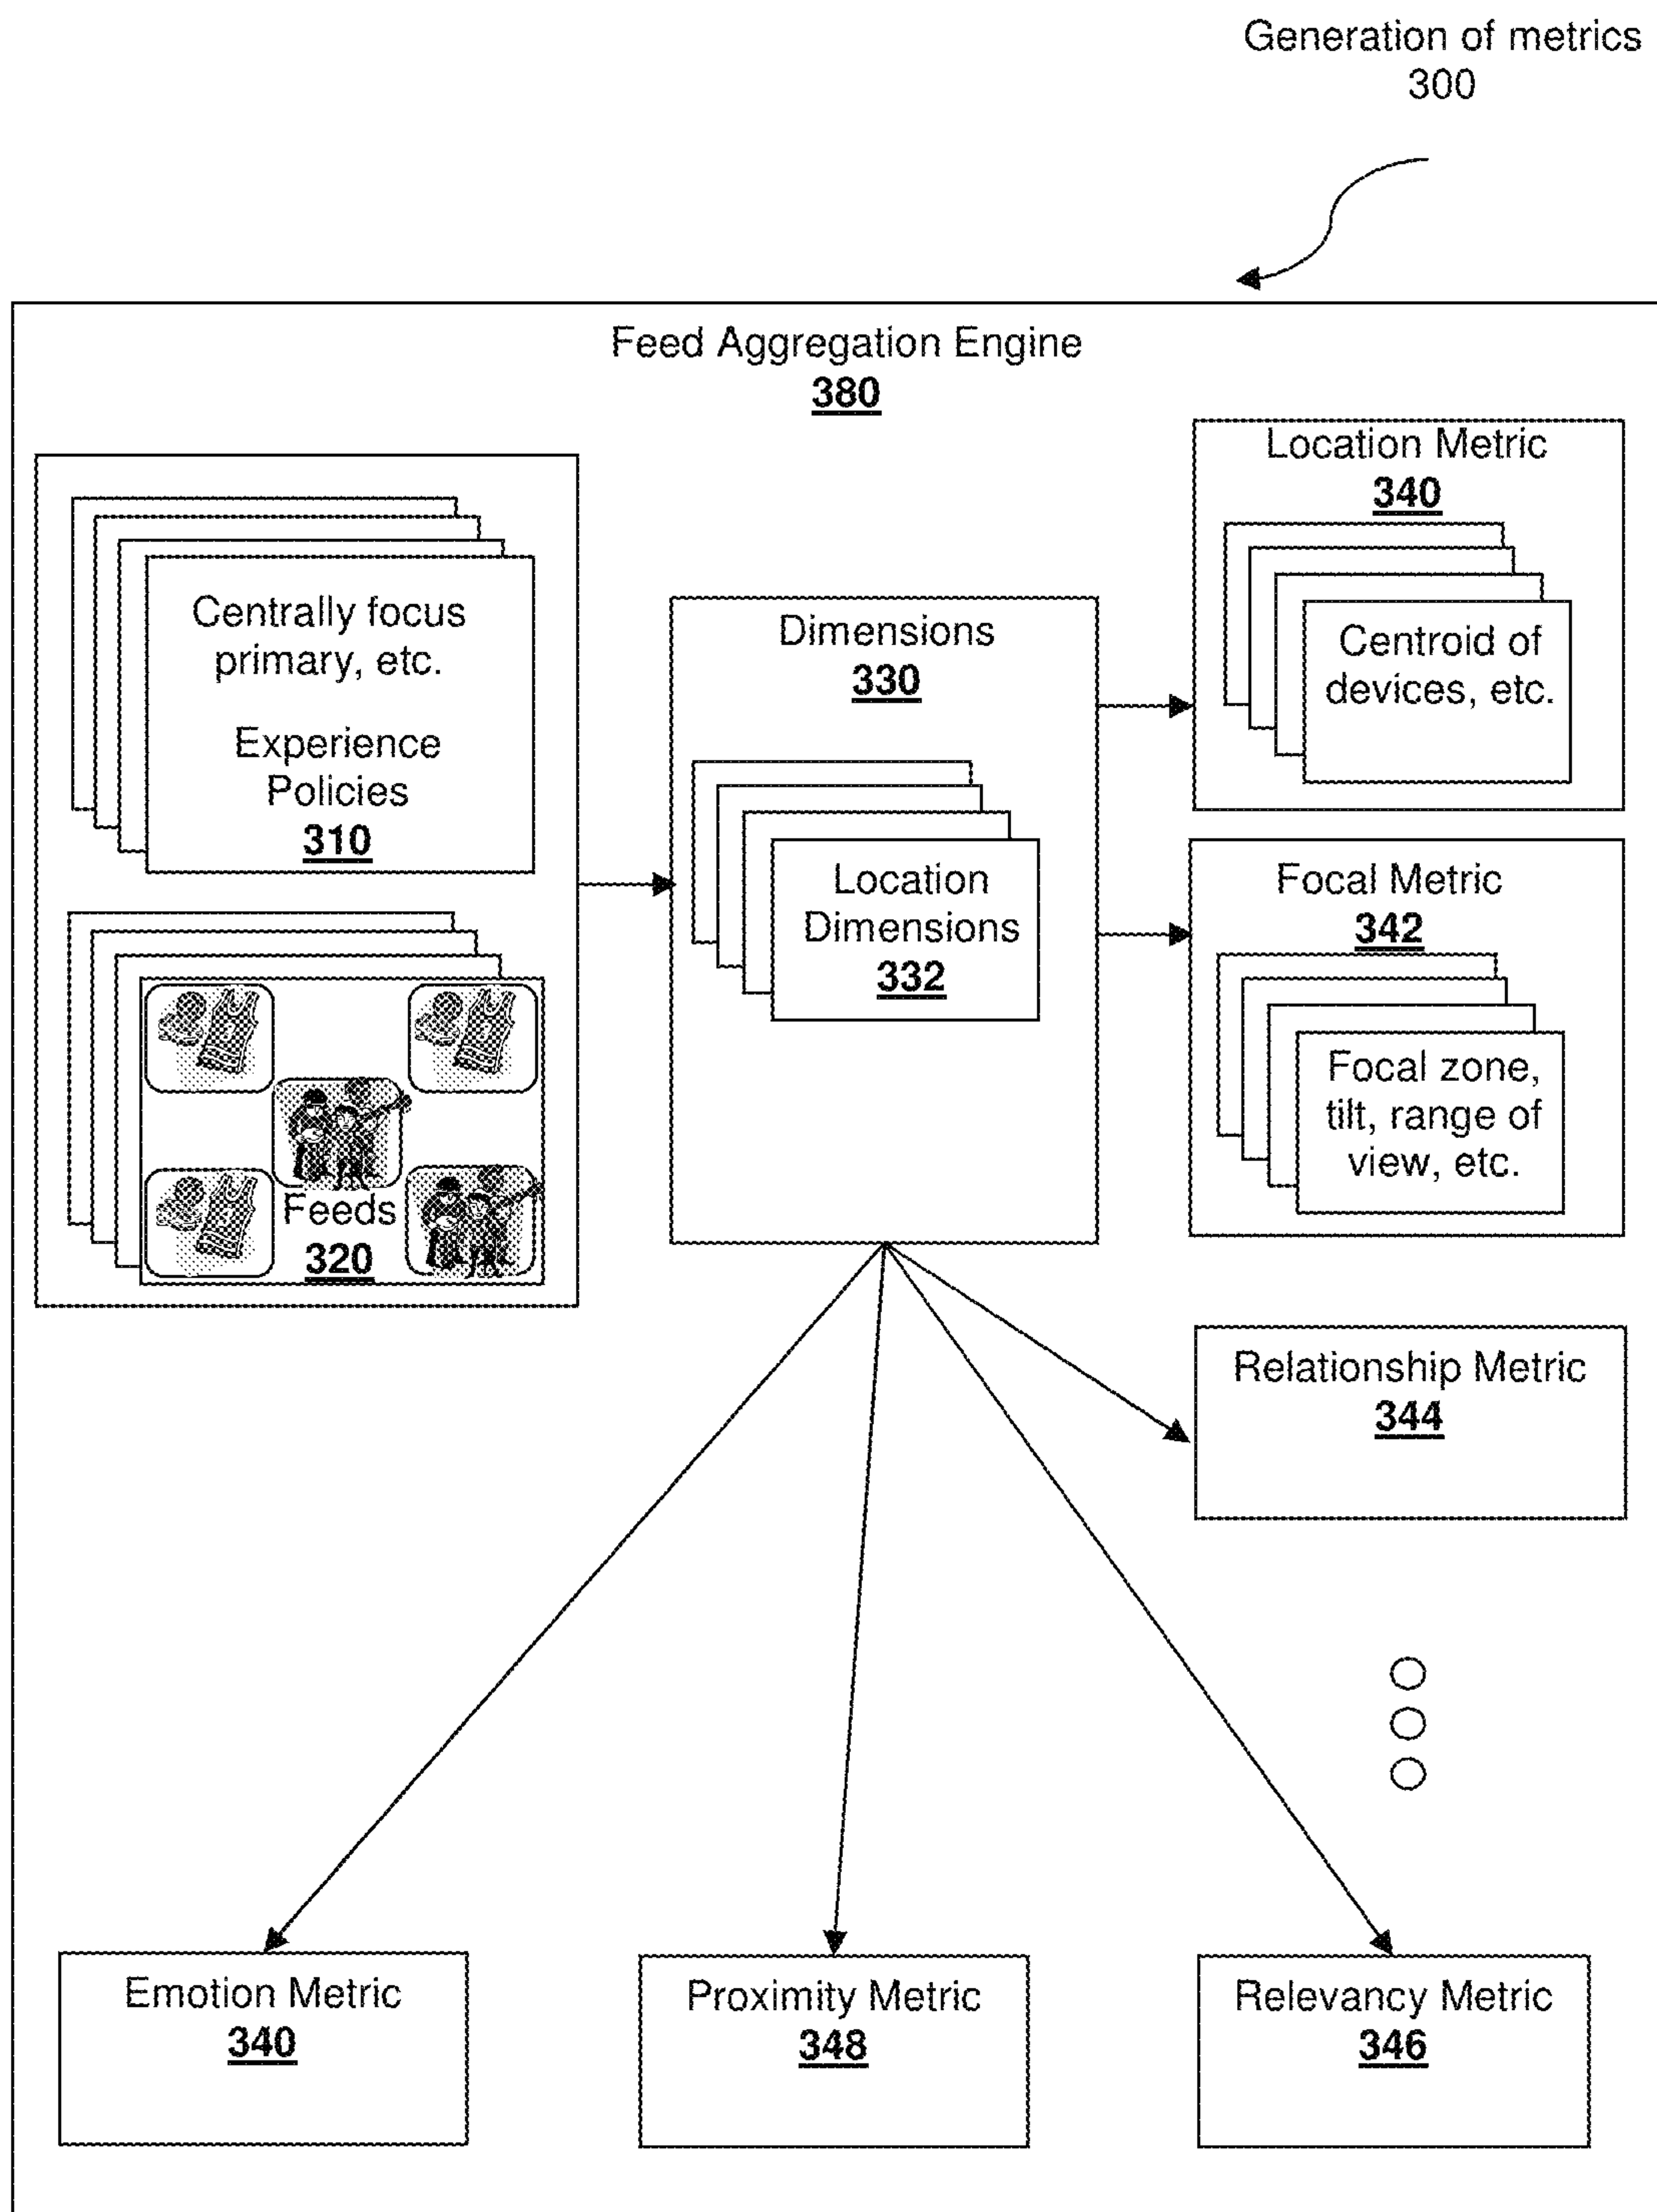 Generation of metrics
300
Feed Aggregation Engine
380
Centrally focus
primary, etc.
Experience
Policies
310
Feeds
320
Dimensions
330
Location
Dimensions
332
Location Metric
340
Centroid of
devices, etc.
Focal Metric
342
Focal zone,
tilt, range of
view, etc.
Relationship Metric
344
Emotion Metric
340
Proximity Metric
348
Relevancy Metric
346